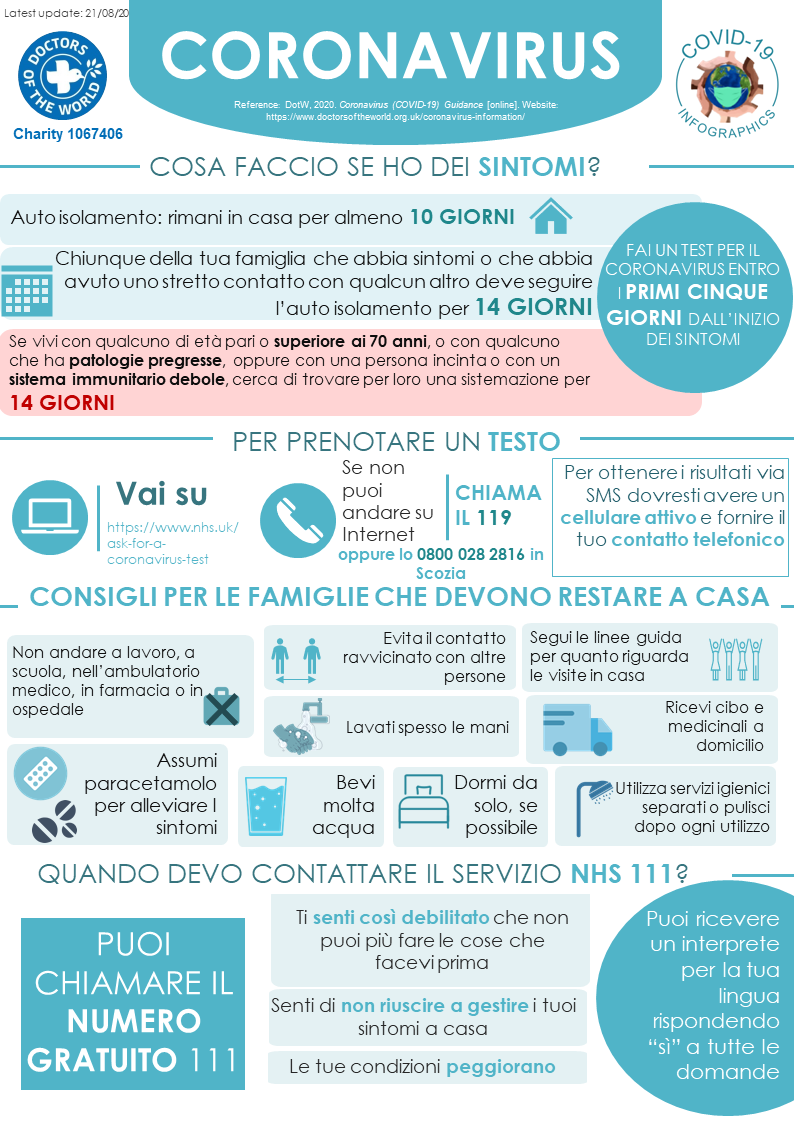 Latest update: 21/08/20
DOCTORS
OF THE WORLD
Charity 1067406
CORONAVIRUS
Reference: DotW, 2020. Coronavirus (COVID-19) Guidance [online]. Website:
https://www.doctorsoftheworld.org.uk/coronavirus-information/
COVID-19
INFOGRAPHICS
COSA FACCIO SE HO DEI SINTOMI?
Auto isolamento: rimani in casa per almeno 10 GIORNI
Chiunque della tua famiglia che abbia sintomi o che abbia
avuto uno stretto contatto con qualcun altro deve seguire
l’auto isolamento per 14 GIORNI
FAI UN TEST PER IL
CORONAVIRUS ENTRO
I PRIMI CINQUE
GIORNI DALL’INIZIO
DEI SINTOMI
Se vivi con qualcuno di età pari o superiore ai 70 anni, o con qualcuno
che ha patologie pregresse, oppure con una persona incinta o con un
sistema immunitario debole, cerca di trovare per loro una sistemazione per
14 GIORNI
PER PRENOTARE UN TESTO
Vai su
https://www.nhs.uk/
ask-for-a-
coronavirus-test
Se non
puoi
andare su
Internet
CHIAMA
IL 119
oppure lo 0800 028 2816 in
Scozia
Per ottenere i risultati via
SMS dovresti avere un
cellulare attivo e fornire il
tuo contatto telefonico
CONSIGLI PER LE FAMIGLIE CHE DEVONO RESTARE A CASA
Non andare a lavoro, a
scuola, nell’ambulatorio
medico, in farmacia o in
ospedale
Evita il contatto
ravvicinato con altre
persone
Segui le linee guida
per quanto riguarda
le visite in casa
Lavati spesso le mani
Ricevi cibo e
medicinali a
domicilio
Assumi
paracetamolo
per alleviare I
sintomi
Bevi
molta
acqua
Dormi da
solo, se
possibile
Utilizza servizi igienici
separati o pulisci
dopo ogni utilizzo
QUANDO DEVO CONTATTARE IL SERVIZIO NHS 111?
PUOI
CHIAMARE IL
NUMERO
GRATUITO 111
Ti senti così debilitato che non
puoi più fare le cose che
facevi prima
Senti di non riuscire a gestire i tuoi
sintomi a casa
Le tue condizioni peggiorano
Puoi ricevere
un interprete
per la tua
lingua
rispondendo
“sì” a tutte le
domande